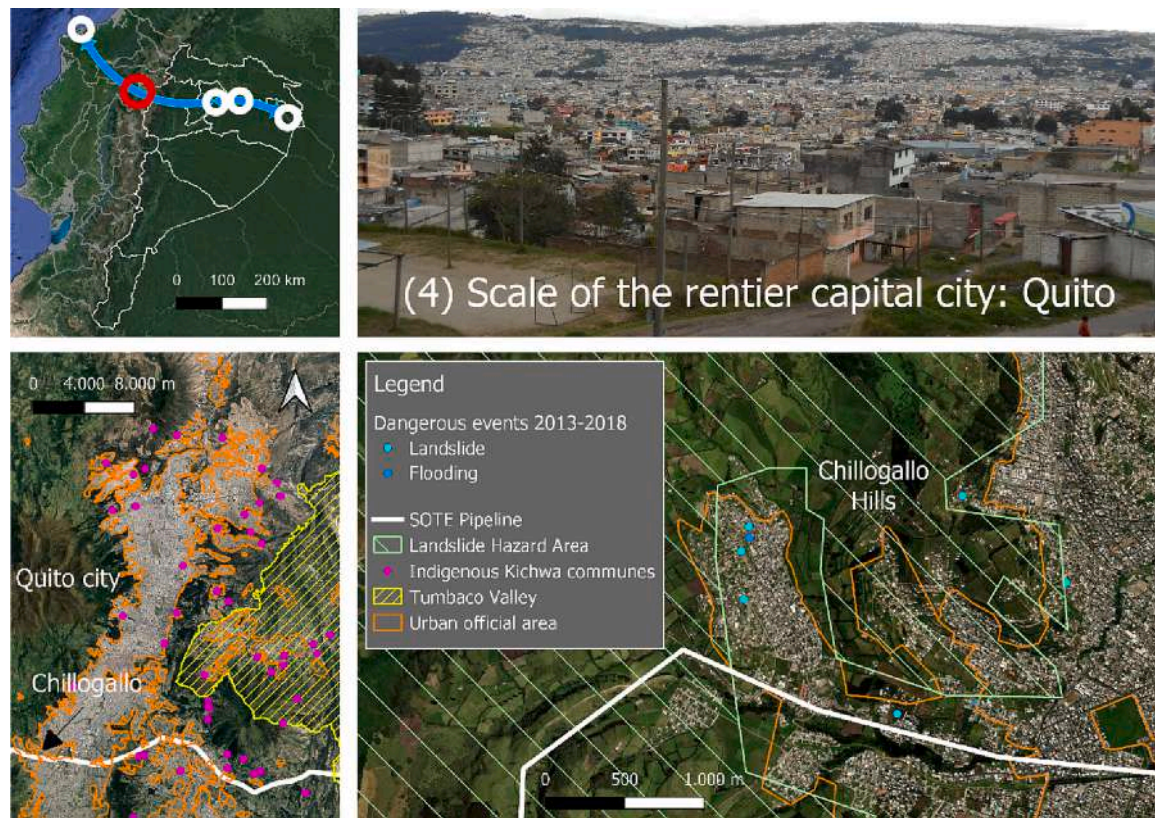 0 100 200 km
(4) Scale of the rentier capital city: Quito
0 4.000 8.000 m
Quito city
Chillogallo
Legend
Dangerous events 2013-2018
Landslide
Flooding
SOTE Pipeline
Landslide Hazard Area
Indigenous Kichwa communes
Tumbaco Valley
Urban official area
Chillogallo
Hills
0 500 1.000 m